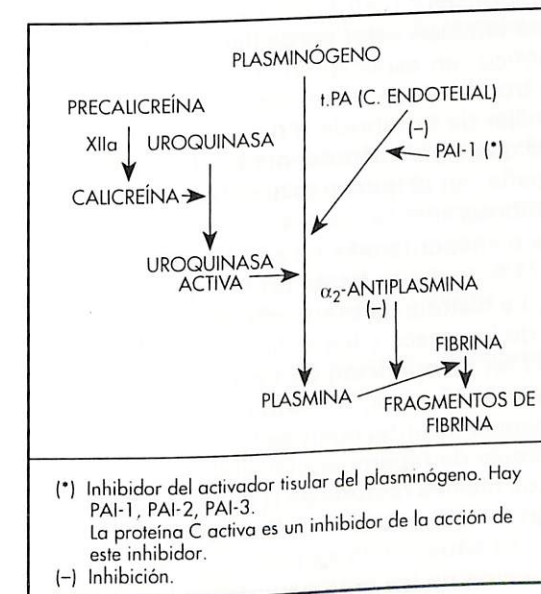 PLASMINÓGENO
t.PA (C. ENDOTELIAL)
PRECALICREÍNA
(–)
XIIa
UROQUINASA
PAI-1 (*)
CALICREÍNA
UROQUINASA
ACTIVA
α₂-ANTIPLASMINA
(–)
FIBRINA
PLASMINA
FRAGMENTOS DE
FIBRINA
(*) Inhibidor del activador tisular del plasminógeno. Hay
PAI-1, PAI-2, PAI-3.
La proteína C activa es un inhibidor de la acción de
este inhibidor.
(–) Inhibición.